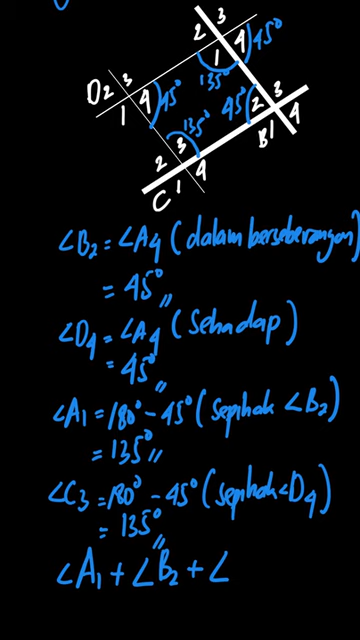 2 3
1 4 45°
135°
D 2 3
1 4 45°
45° 2 3
B 1 4
135°
2 3
C 1 4
∠B₂ = ∠A₄ (dalam berseberangan)
= 45°,,
∠D₄ = ∠A₄ (Sehadap)
= 45°,,
∠A₁ = 180° - 45° (sepihak ∠B₂)
= 135°,,
∠C₃ = 180° - 45° (sepihak ∠D₄)
= 135°,,
∠A₁ + ∠B₂ + ∠